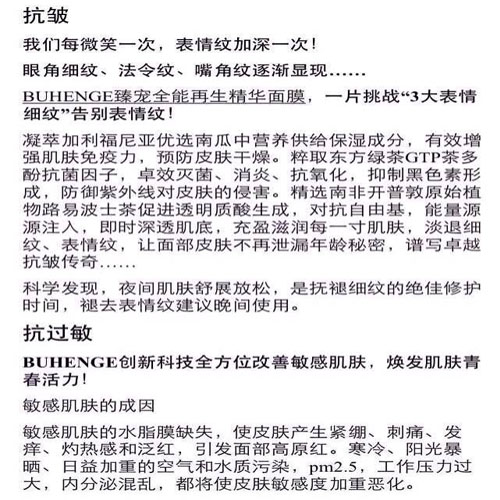 抗皱
我们每微笑一次，表情纹加深一次！
眼角细纹、法令纹、嘴角纹逐渐显现……
BUHENGE臻宠全能再生精华面膜，一片挑战“3大表情
细纹”告别表情纹！
凝萃加利福尼亚优选南瓜中营养供给保湿成分，有效增
强肌肤免疫力，预防皮肤干燥。粹取东方绿茶GTP茶多
酚抗菌因子，卓效灭菌、消炎、抗氧化，抑制黑色素形
成，防御紫外线对皮肤的侵害。精选南非开普敦原始植
物路易波士茶促进透明质酸生成，对抗自由基，能量源
源注入，即时深透肌底，充盈滋润每一寸肌肤，淡退细
纹、表情纹，让面部皮肤不再泄漏年龄秘密，谱写卓越
抗皱传奇……
科学发现，夜间肌肤舒展放松，是抚褪细纹的绝佳修护
时间，褪去表情纹建议晚间使用。
抗过敏
BUHENGE创新科技全方位改善敏感肌肤，焕发肌肤青
春活力！
敏感肌肤的成因
敏感肌肤的水脂膜缺失，使皮肤产生紧绷、刺痛、发
痒、灼热感和泛红，引发面部高原红。寒冷、阳光暴
晒、日益加重的空气和水质污染，pm2.5，工作压力过
大，内分泌混乱，都将使皮肤敏感度加重恶化。